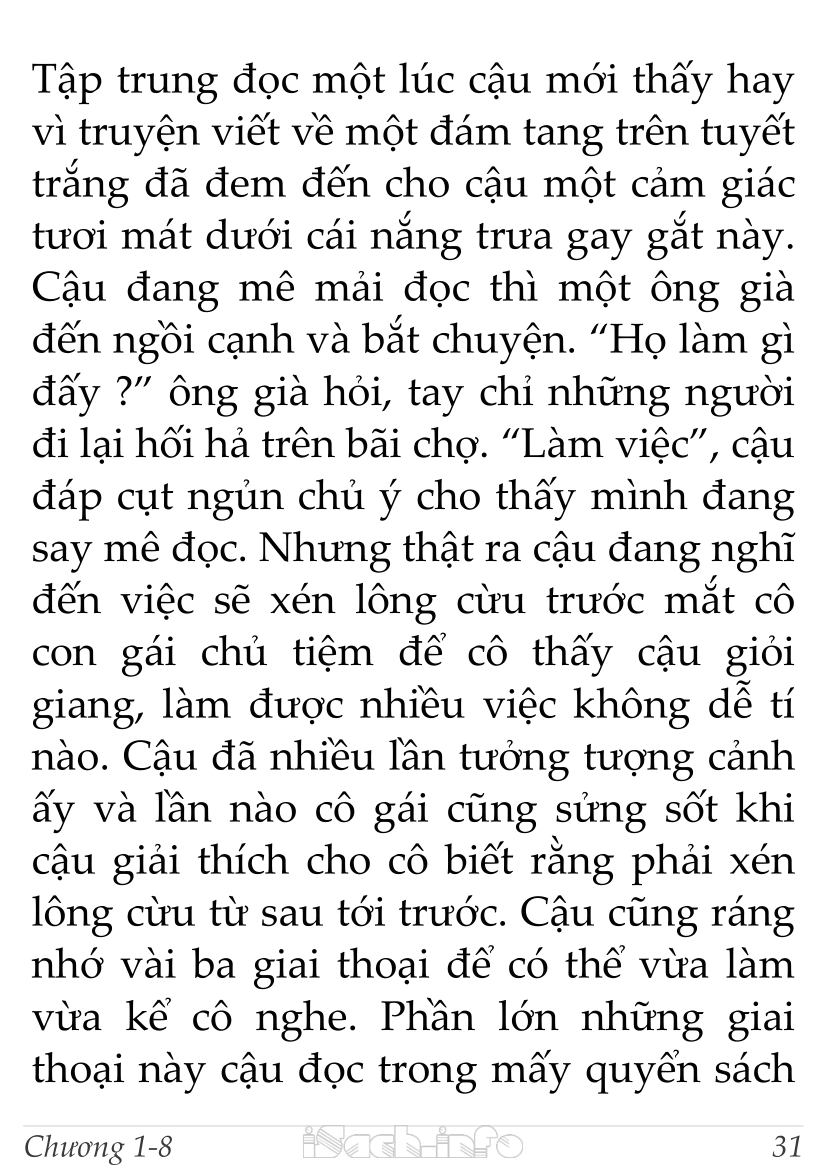 Tập trung đọc một lúc cậu mới thấy hay
vì truyện viết về một đám tang trên tuyết
trắng đã đem đến cho cậu một cảm giác
tươi mát dưới cái nắng trưa gay gắt này.
Cậu đang mê mải đọc thì một ông già
đến ngồi cạnh và bắt chuyện. “Họ làm gì
đấy ?” ông già hỏi, tay chỉ những người
đi lại hối hả trên bãi chợ. “Làm việc”, cậu
đáp cụt ngủn chủ ý cho thấy mình đang
say mê đọc. Nhưng thật ra cậu đang nghĩ
đến việc sẽ xén lông cừu trước mắt cô
con gái chủ tiệm để cô thấy cậu giỏi
giang, làm được nhiều việc không dễ tí
nào. Cậu đã nhiều lần tưởng tượng cảnh
ấy và lần nào cô gái cũng sửng sốt khi
cậu giải thích cho cô biết rằng phải xén
lông cừu từ sau tới trước. Cậu cũng ráng
nhớ vài ba giai thoại để có thể vừa làm
vừa kể cô nghe. Phần lớn những giai
thoại này cậu đọc trong mấy quyển sách
Chương 1-8 iSach.info 31